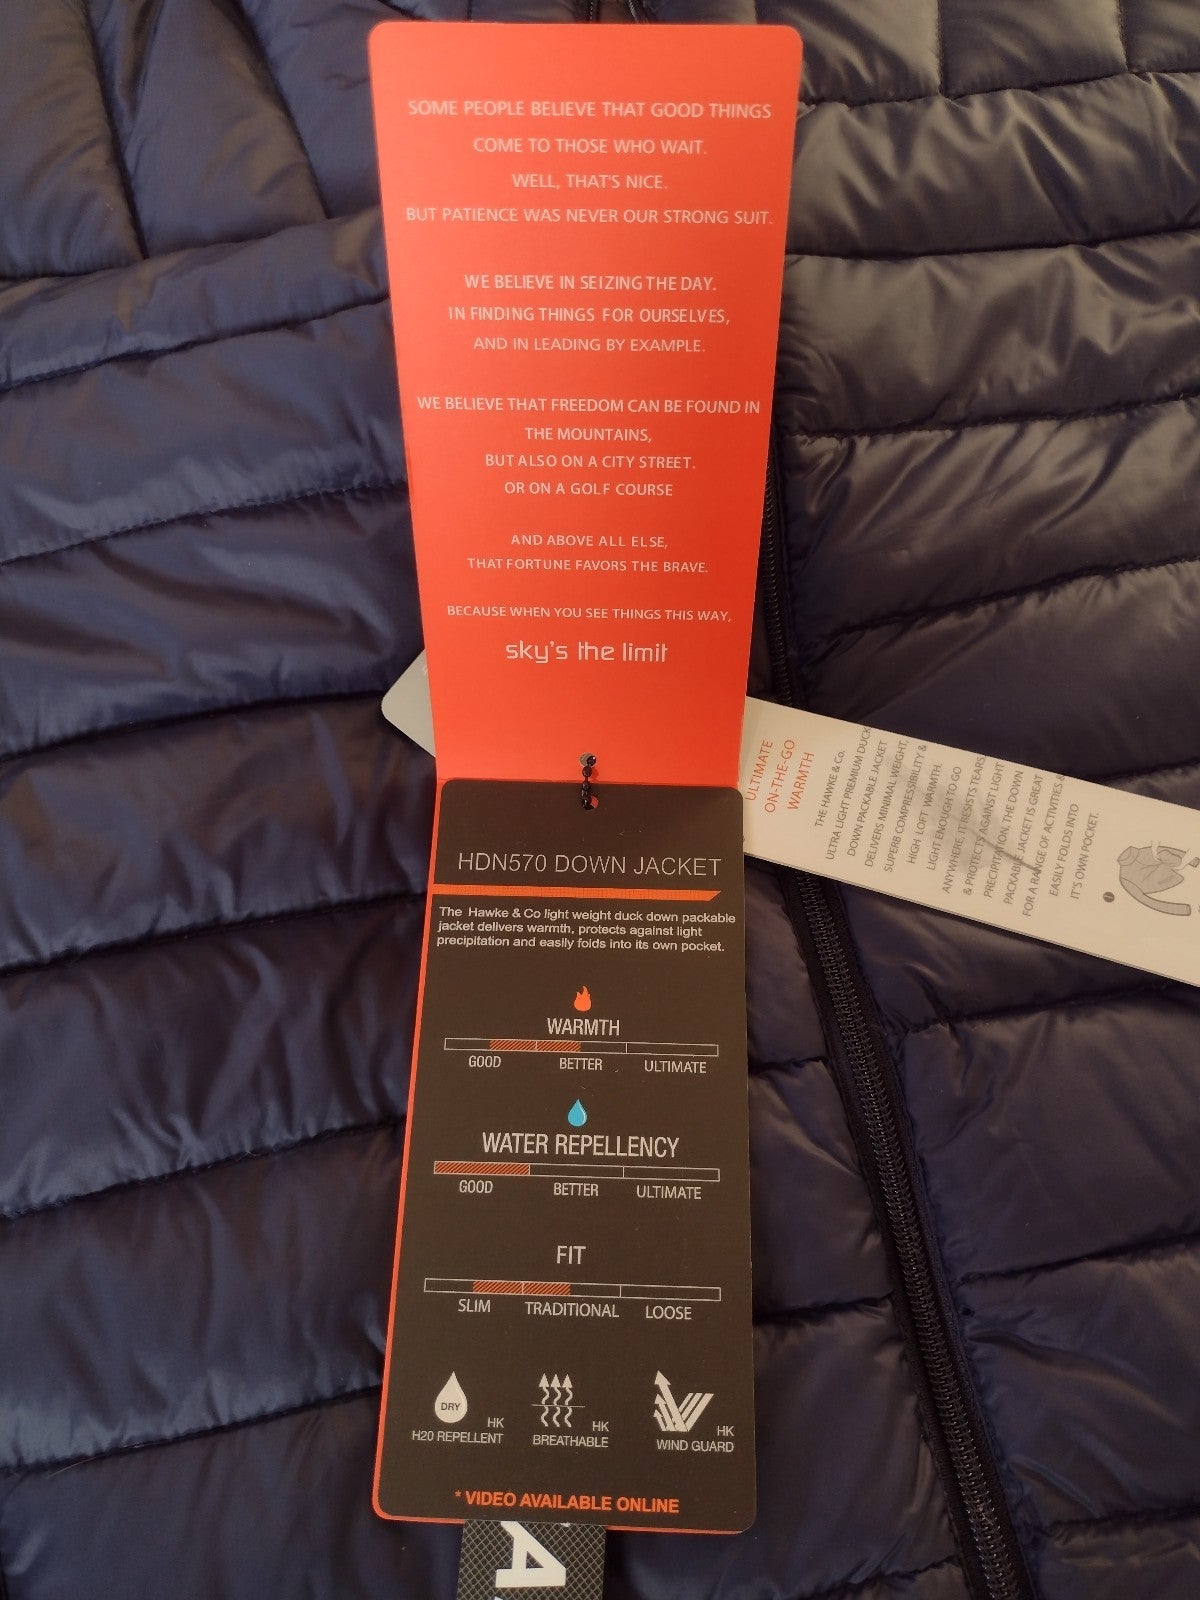 SOME PEOPLE BELIEVE THAT GOOD THINGS
COME TO THOSE WHO WAIT.
WELL, THAT'S NICE.
BUT PATIENCE WAS NEVER OUR STRONG SUIT.
WE BELIEVE IN SEIZING THE DAY.
IN FINDING THINGS FOR OURSELVES,
AND IN LEADING BY EXAMPLE.
WE BELIEVE THAT FREEDOM CAN BE FOUND IN
THE MOUNTAINS,
BUT ALSO ON A CITY STREET.
OR ON A GOLF COURSE
AND ABOVE ALL ELSE,
THAT FORTUNE FAVORS THE BRAVE.
BECAUSE WHEN YOU SEE THINGS THIS WAY,
sky's the limit
HDN570 DOWN JACKET
The Hawke & Co light weight duck down packable
jacket delivers warmth, protects against light
precipitation and easily folds into its own pocket.
WARMTH
GOOD BETTER ULTIMATE
WATER REPELLENCY
GOOD BETTER ULTIMATE
FIT
SLIM TRADITIONAL LOOSE
DRY
HK HK HK
H20 REPELLENT BREATHABLE WIND GUARD
* VIDEO AVAILABLE ONLINE
ULTIMATE
ON-THE-GO
WARMTH
THE HAWKE & Co.
ULTRA LIGHT PREMIUM DUCK
DOWN PACKABLE JACKET
DELIVERS MINIMAL WEIGHT,
SUPERB COMPRESSIBILITY &
HIGH LOFT WARMTH.
LIGHT ENOUGH TO GO
ANYWHERE, IT RESISTS TEARS
& PROTECTS AGAINST LIGHT
PRECIPITATION. THE DOWN
PACKABLE JACKET IS GREAT
FOR A RANGE OF ACTIVITIES &
EASILY FOLDS INTO
IT'S OWN POCKET.
1
A